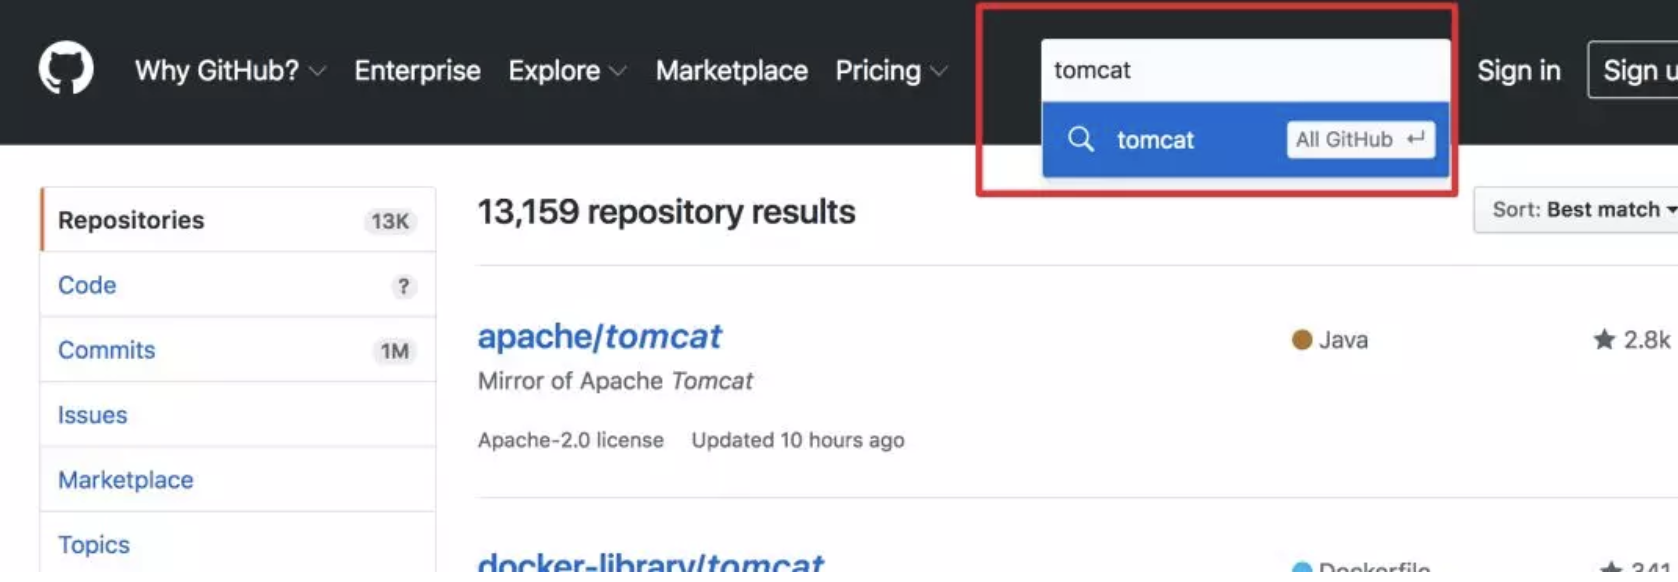 Why GitHub? Enterprise Explore Marketplace Pricing
tomcat
Sign in
Sign u
tomcat
All GitHub
Repositories 13K
Code ?
Commits 1M
Issues
Marketplace
Topics
13,159 repository results
Sort: Best match
apache/tomcat
Java
2.8k
Mirror of Apache Tomcat
Apache-2.0 license Updated 10 hours ago
docker-library/tomcat
Dockerfile
341